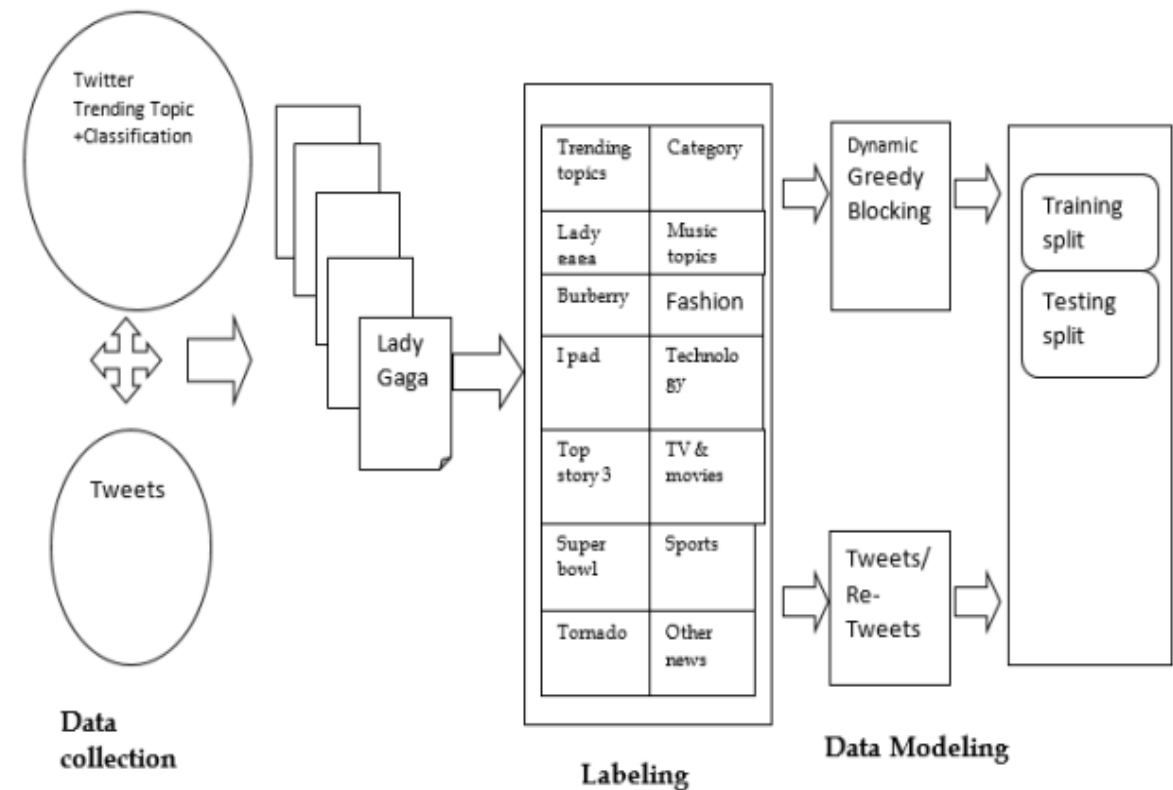 Twitter
Trending Topic
+Classification
Tweets
Data
collection
Lady
Gaga
Trending
topics
Category
Lady
gaga
Music
topics
Burberry
Fashion
I pad
Technolo
gy
Top
story 3
TV &
movies
Super
bowl
Sports
Tornado
Other
news
Labeling
Dynamic
Greedy
Blocking
Tweets/
Re-
Tweets
Data Modeling
Training
split
Testing
split